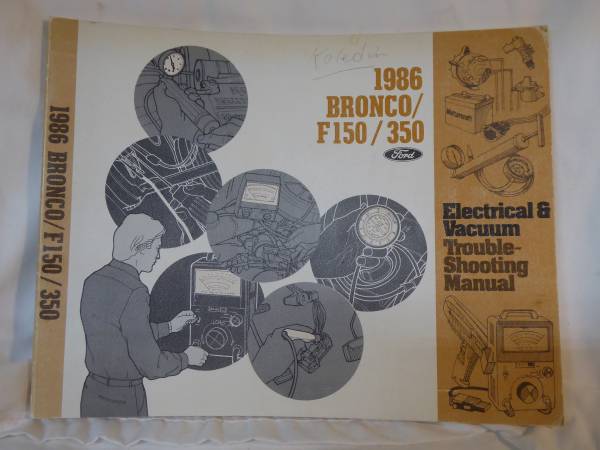 1986
BRONCO/
F150/350
Ford
1986 BRONCO/F150/350
Electrical &
Vacuum
Trouble-
Shooting
Manual